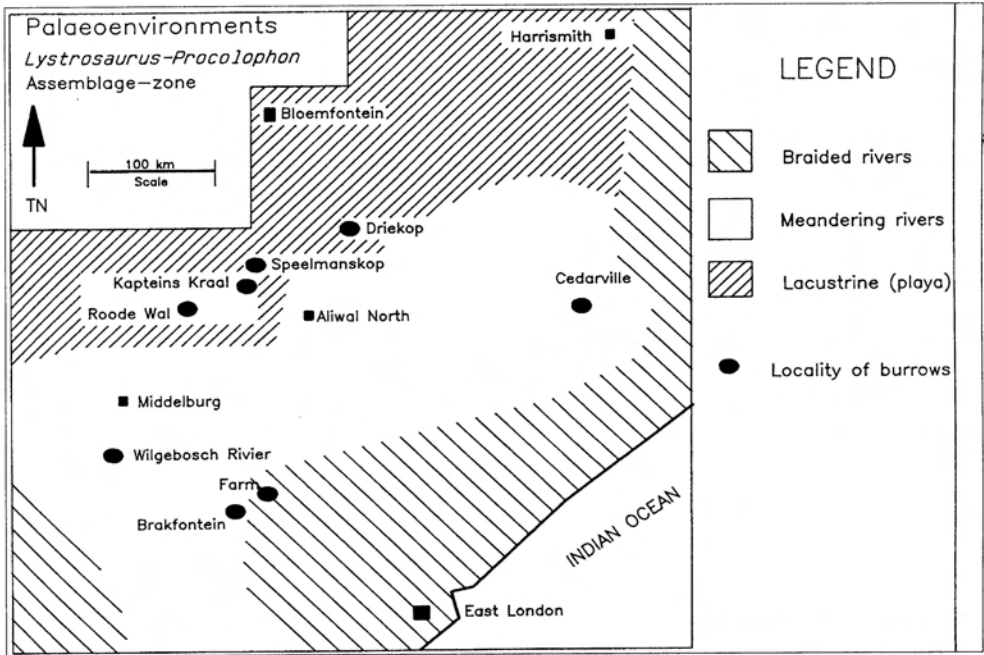 Palaeoenvironments
Lystrosaurus-Procolophon
Assemblage-zone
TN
100 km
Scale
Harrismith
Bloemfontein
Driekop
Speelmanskop
Kapteins Kraal
Roode Wal
Aliwal North
Cedarville
Middelburg
Wilgebosch Rivier
Farm
Brakfontein
East London
INDIAN OCEAN
LEGEND
Braided rivers
Meandering rivers
Lacustrine (playa)
Locality of burrows